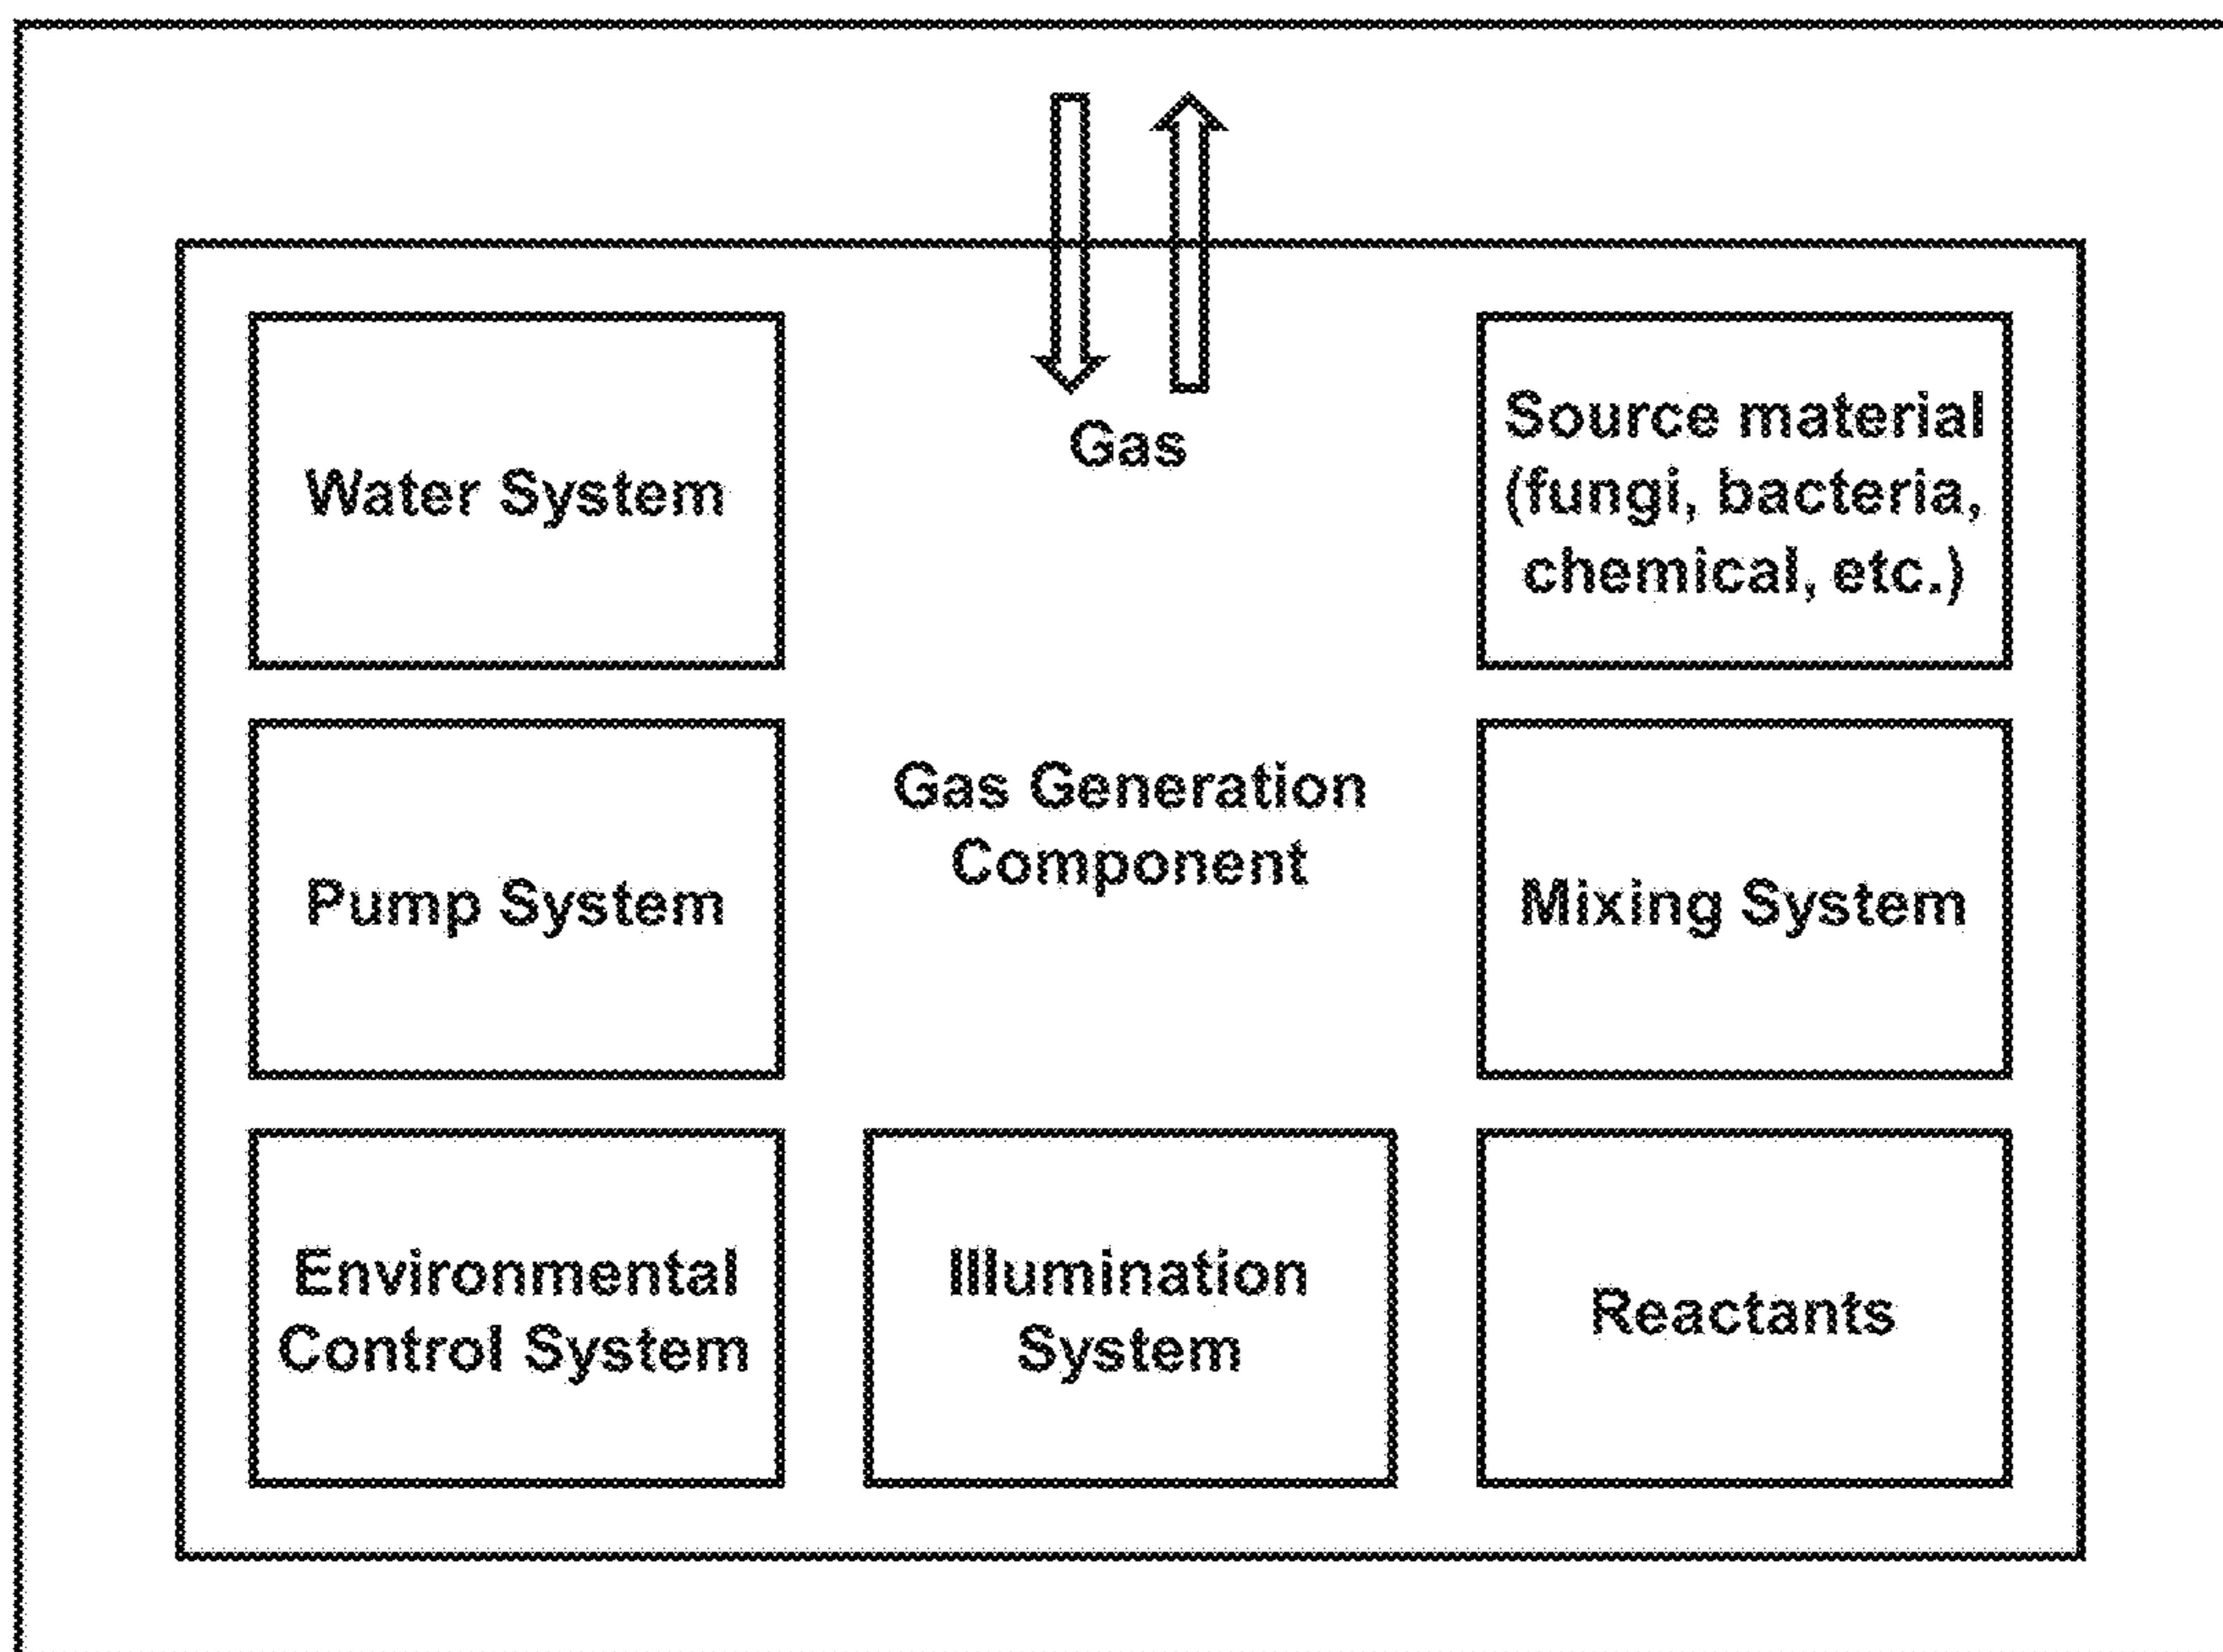 Gas
Water System
Source material
(fungi, bacteria,
chemical, etc.)
Gas Generation
Component
Pump System
Mixing System
Environmental
Control System
Illumination
System
Reactants